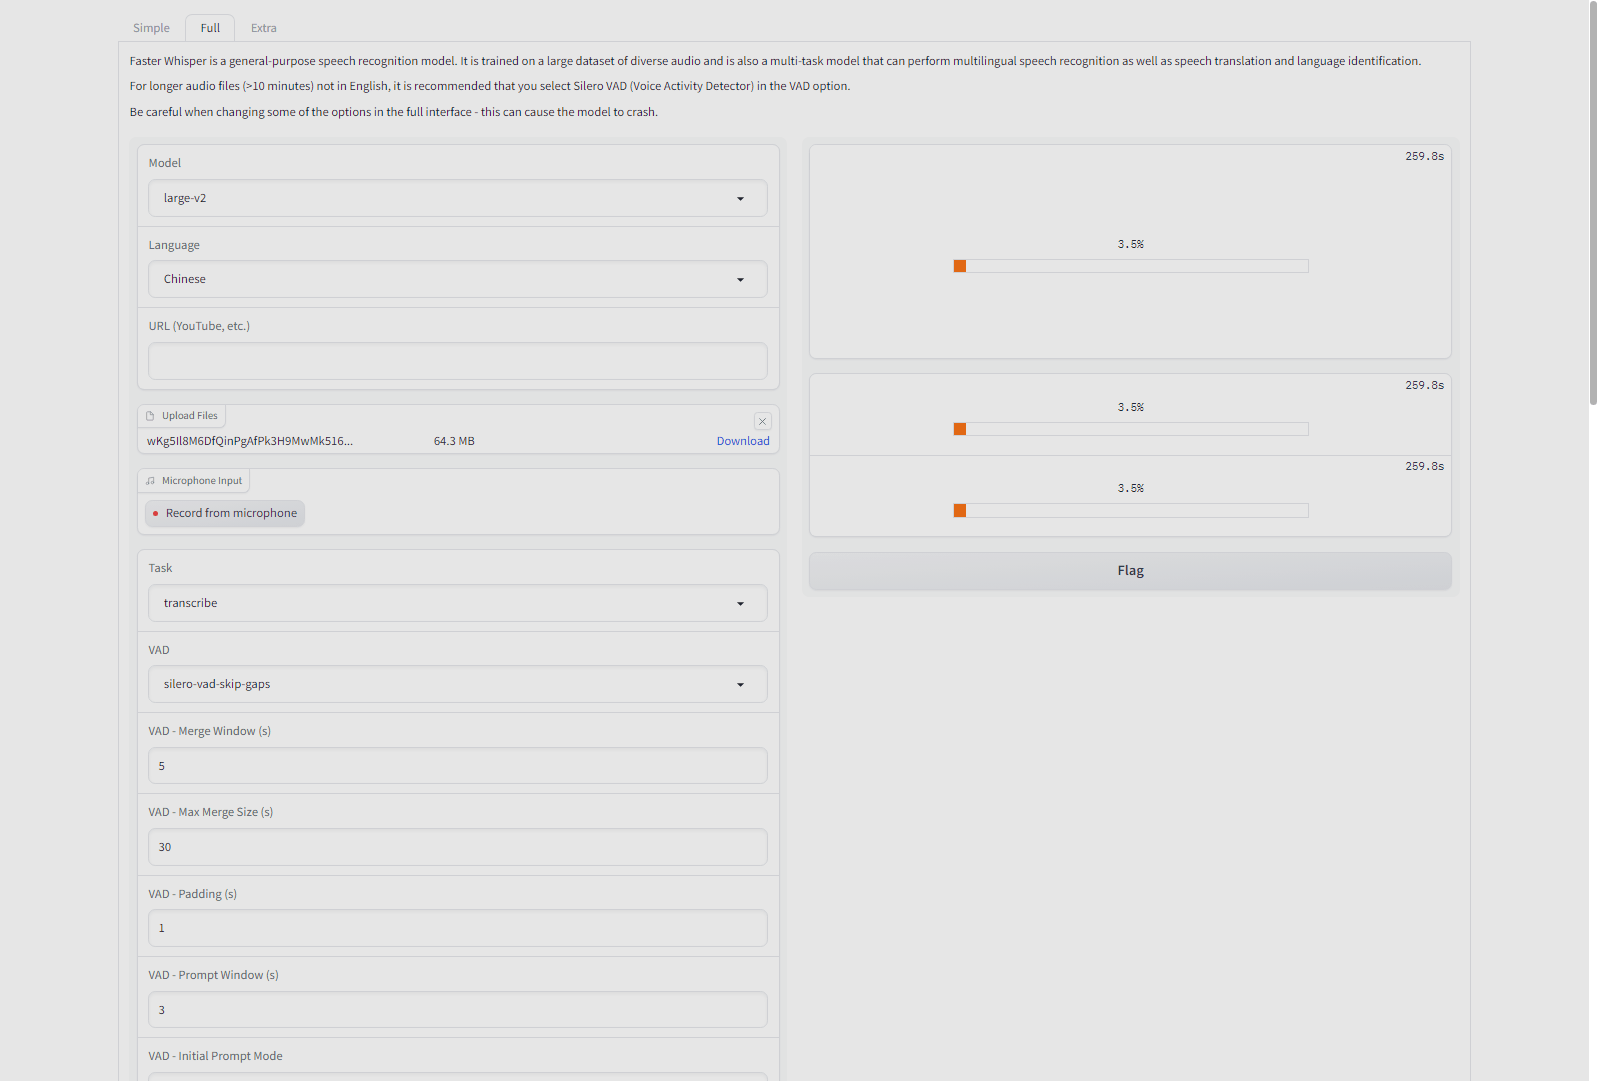 Simple
Full
Extra
Faster Whisper is a general-purpose speech recognition model. It is trained on a large dataset of diverse audio and is also a multi-task model that can perform multilingual speech recognition as well as speech translation and language identification.
For longer audio files (>10 minutes) not in English, it is recommended that you select Silero VAD (Voice Activity Detector) in the VAD option.
Be careful when changing some of the options in the full interface - this can cause the model to crash.
Model
large-v2
Language
Chinese
URL (YouTube, etc.)
Upload Files
wKg5Il8M6DfQinPgAfPk3H9MwMk516...
64.3 MB
Download
Microphone Input
Record from microphone
Task
transcribe
VAD
silero-vad-skip-gaps
VAD - Merge Window (s)
5
VAD - Max Merge Size (s)
30
VAD - Padding (s)
1
VAD - Prompt Window (s)
3
VAD - Initial Prompt Mode
259.8s
3.5%
259.8s
3.5%
259.8s
3.5%
Flag